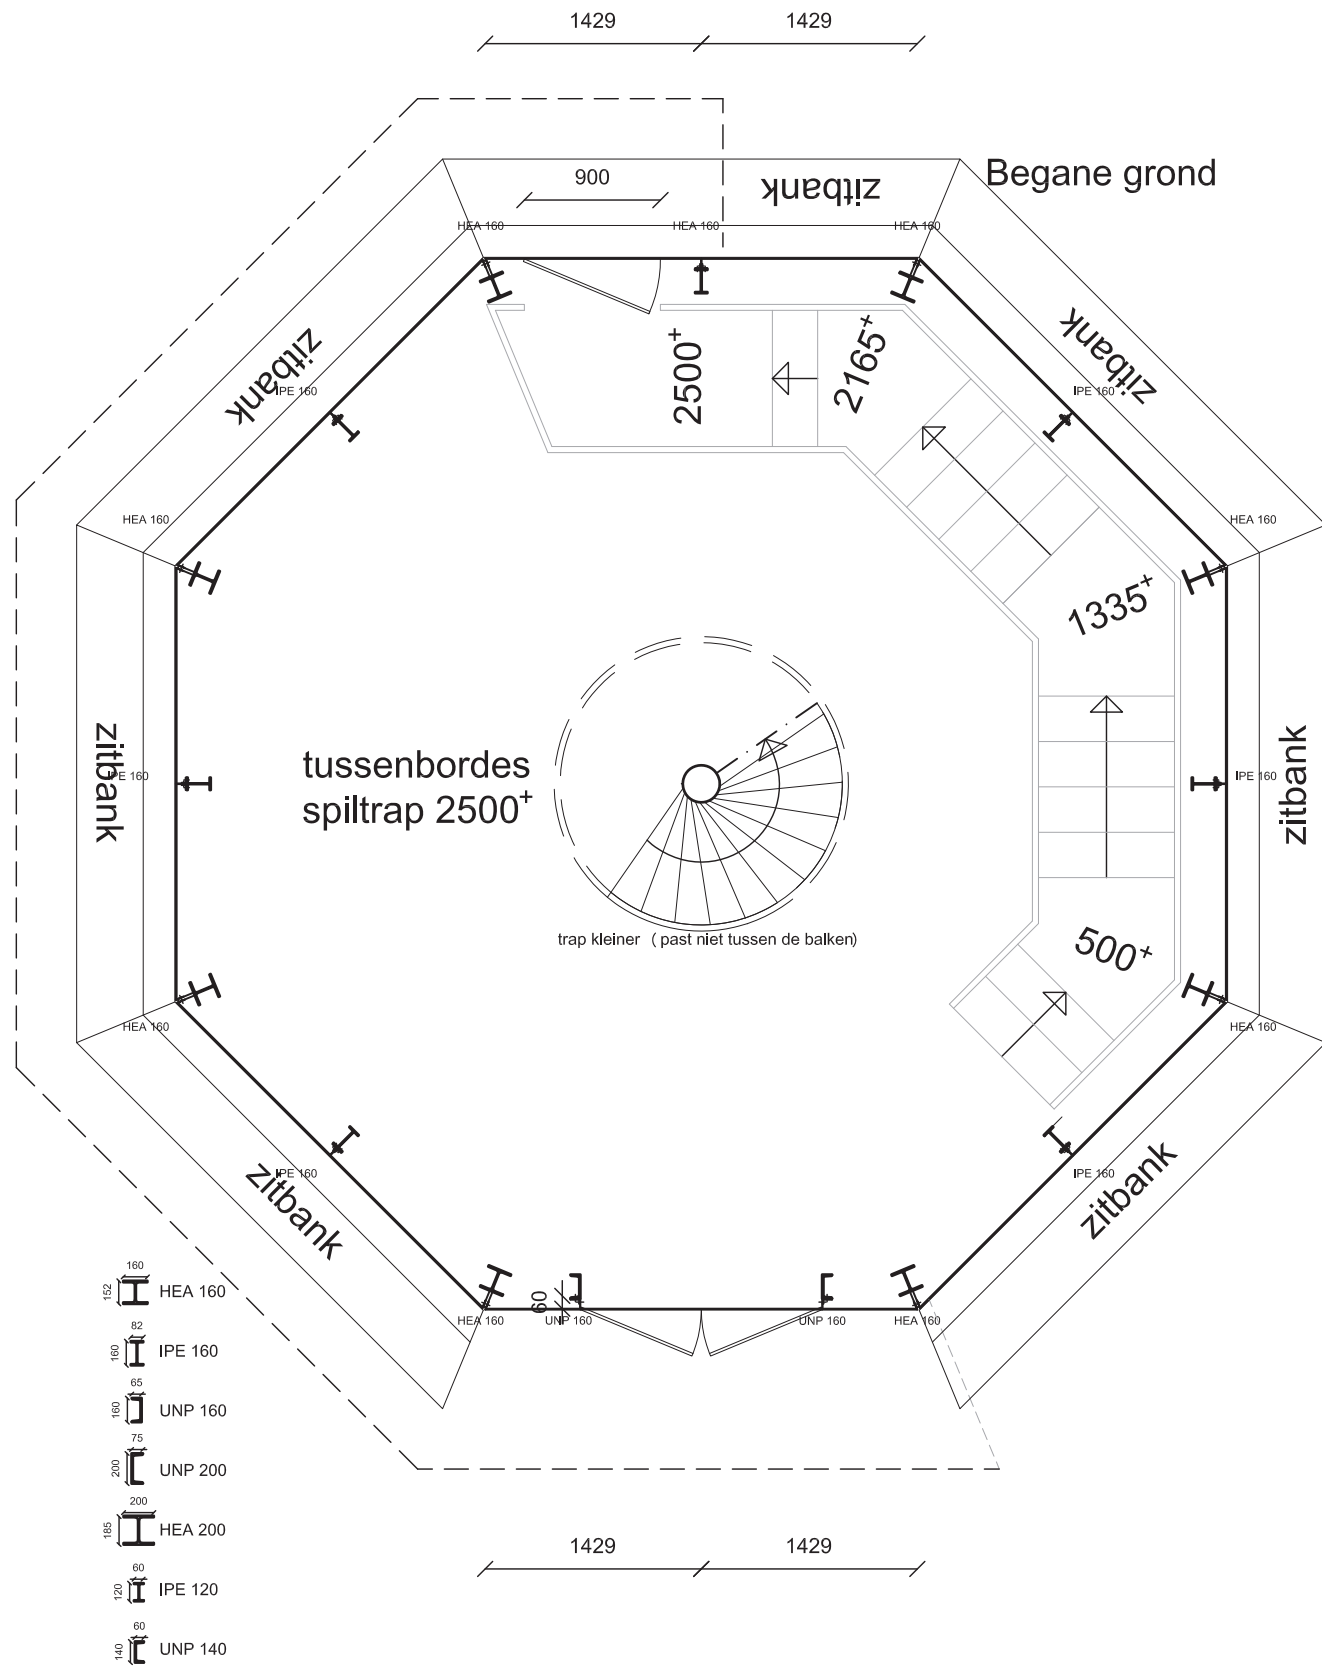 1429 1429
Begane grond
900
zitbank
HEA 160 HEA 160 HEA 160
zitbank
zitbank
2500+
2165+
IPE 160
IPE 160
HEA 160
HEA 160
1335+
zitbank
IPE 160
tussenbordes
spiltrap 2500+
IPE 160
zitbank
trap kleiner ( past niet tussen de balken)
500+
HEA 160
HEA 160
IPE 160
zitbank
IPE 160
zitbank
60
HEA 160 UNP 160 UNP 160 HEA 160
160
152 HEA 160
82
160 IPE 160
65
160 UNP 160
75
200 UNP 200
200
185 HEA 200
60
120 IPE 120
60
140 UNP 140
1429 1429